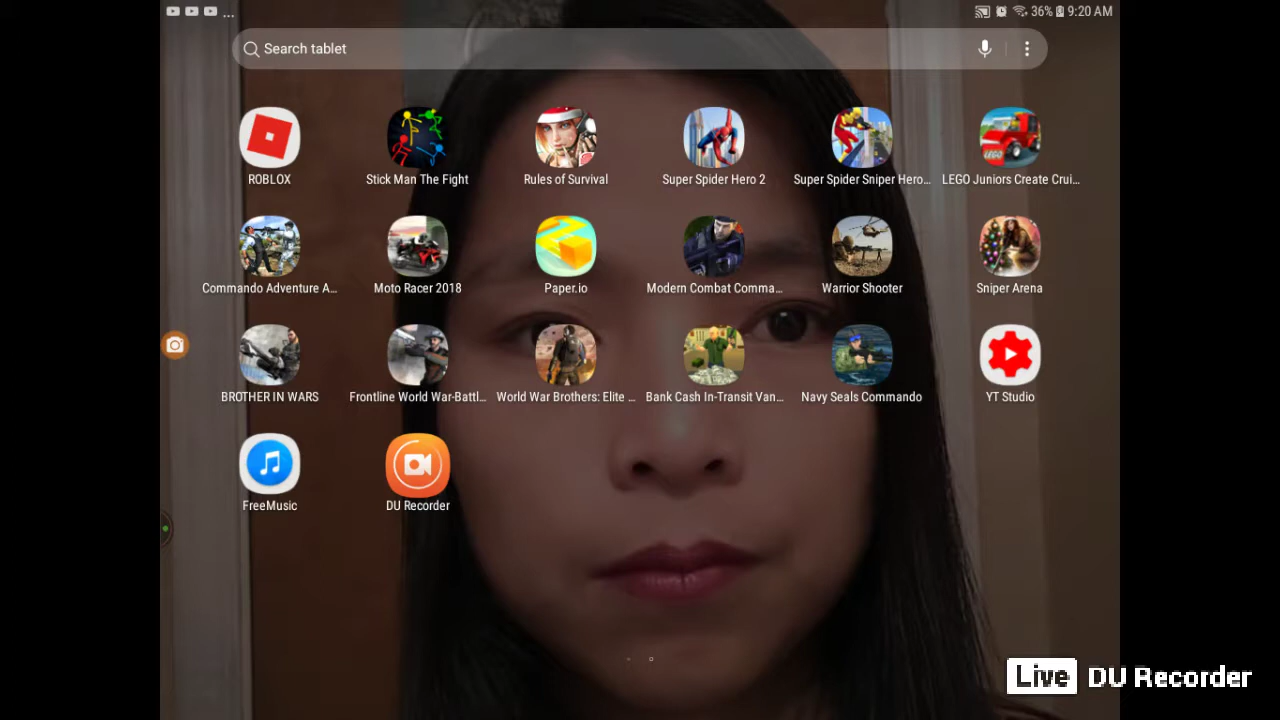 ... 36% 9:20 AM
Search tablet
ROBLOX Stick Man The Fight Rules of Survival Super Spider Hero 2 Super Spider Sniper Hero... LEGO Juniors Create Crui...
Commando Adventure A... Moto Racer 2018 Paper.io Modern Combat Comma... Warrior Shooter Sniper Arena
BROTHER IN WARS Frontline World War-Battl... World War Brothers: Elite ... Bank Cash In-Transit Van... Navy Seals Commando YT Studio
FreeMusic DU Recorder
Live DU Recorder